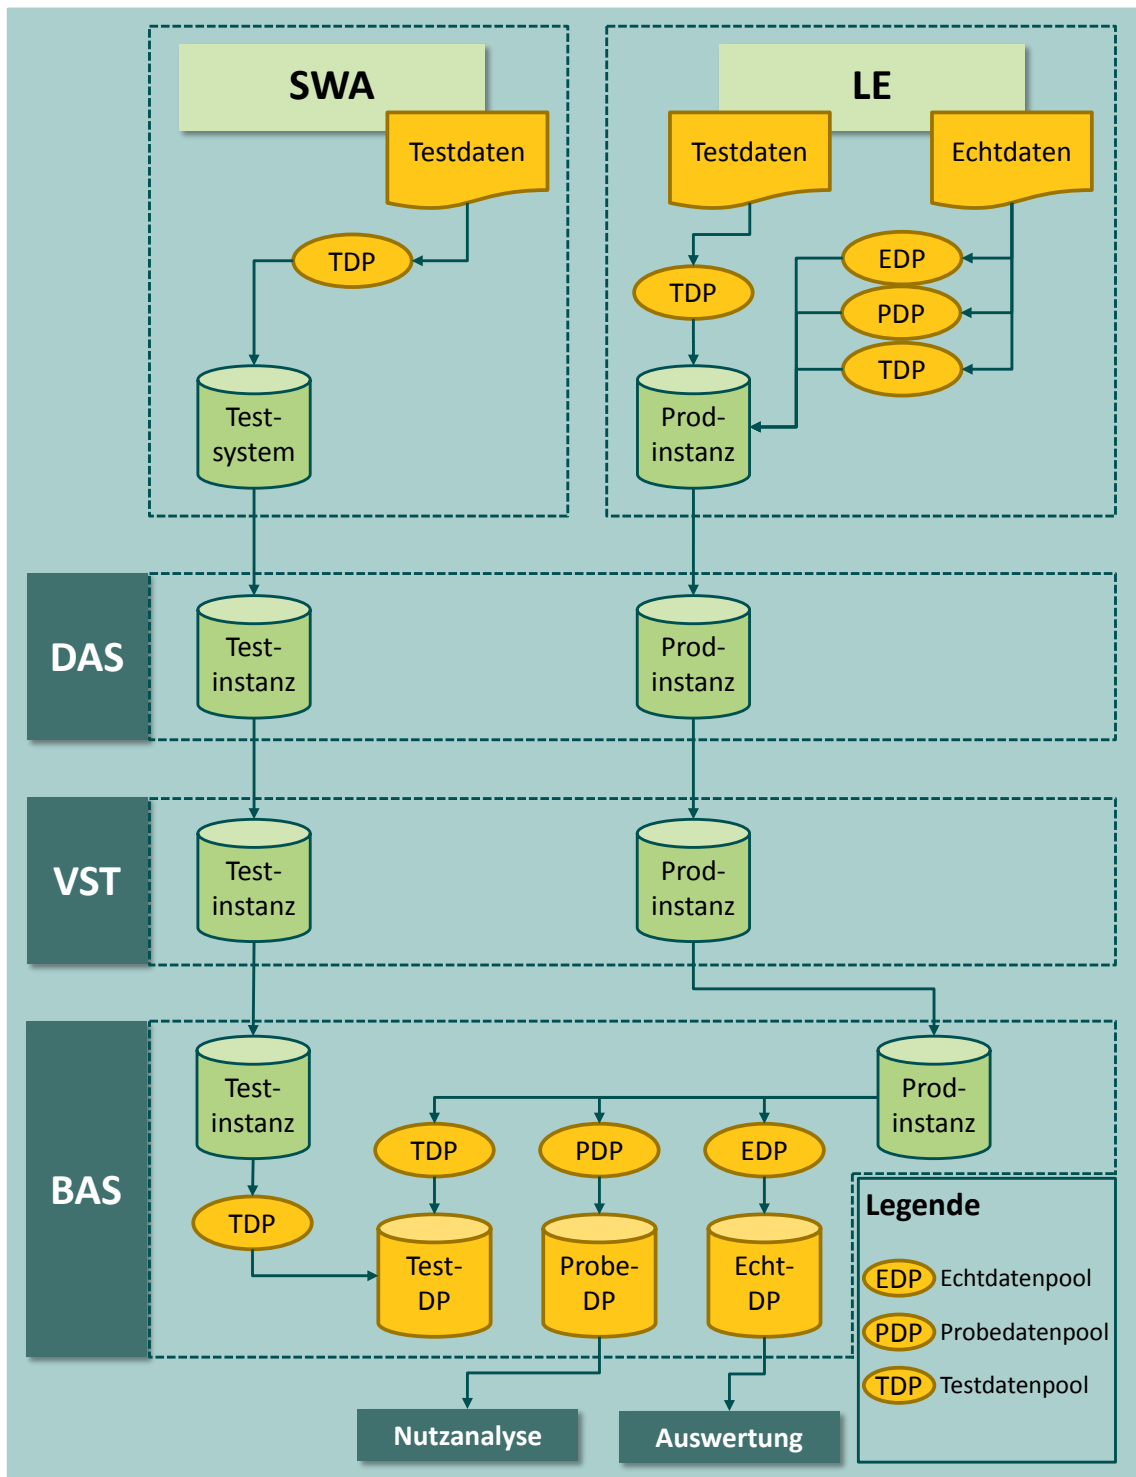 SWA
Testdaten
TDP
Test-
system
LE
Testdaten
Echtdaten
TDP
EDP
PDP
TDP
Prod-
instanz
DAS
Test-
instanz
Prod-
instanz
VST
Test-
instanz
Prod-
instanz
BAS
Test-
instanz
Prod-
instanz
TDP
PDP
EDP
TDP
Test-
DP
Probe-
DP
Echt-
DP
Legende
EDP Echtdatenpool
PDP Probedatenpool
TDP Testdatenpool
Nutzanalyse
Auswertung